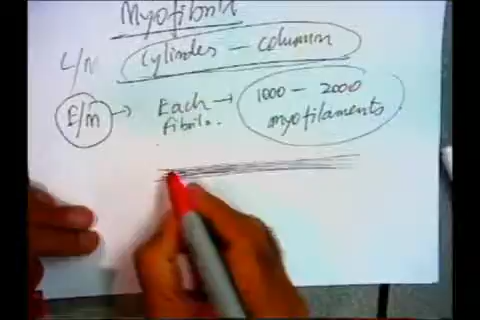 Myofibril
L/M Cylinder - column
E/m → Each → 1000 - 2000
fibril. myofilaments